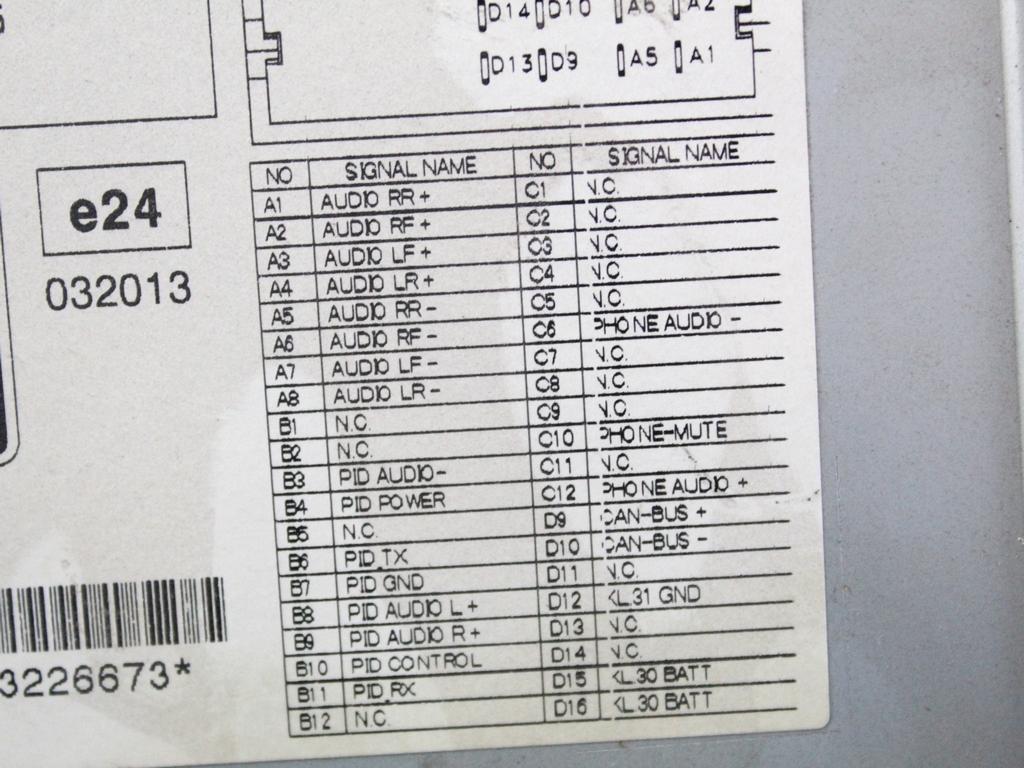 D14 D10 A6 A2
D13 D9 A5 A1
e24
032013
3226673*
NO SIGNAL NAME NO SIGNAL NAME
A1 AUDIO RR + C1 N.C.
A2 AUDIO RF + C2 N.C.
A3 AUDIO LF + C3 N.C.
A4 AUDIO LR + C4 N.C.
A5 AUDIO RR - C5 N.C.
A6 AUDIO RF - C6 PHONE AUDIO -
A7 AUDIO LF - C7 N.C.
A8 AUDIO LR - C8 N.C.
B1 N.C. C9 N.C.
B2 N.C. C10 PHONE-MUTE
B3 PID AUDIO- C11 N.C.
B4 PID POWER C12 PHONE AUDIO +
B5 N.C. D9 CAN-BUS +
B6 PID_TX D10 CAN-BUS -
B7 PID GND D11 N.C.
B8 PID AUDIO L + D12 KL.31 GND
B9 PID AUDIO R + D13 N.C.
B10 PID CONTROL D14 N.C.
B11 PID_RX D15 KL.30 BATT
B12 N.C. D16 KL.30 BATT